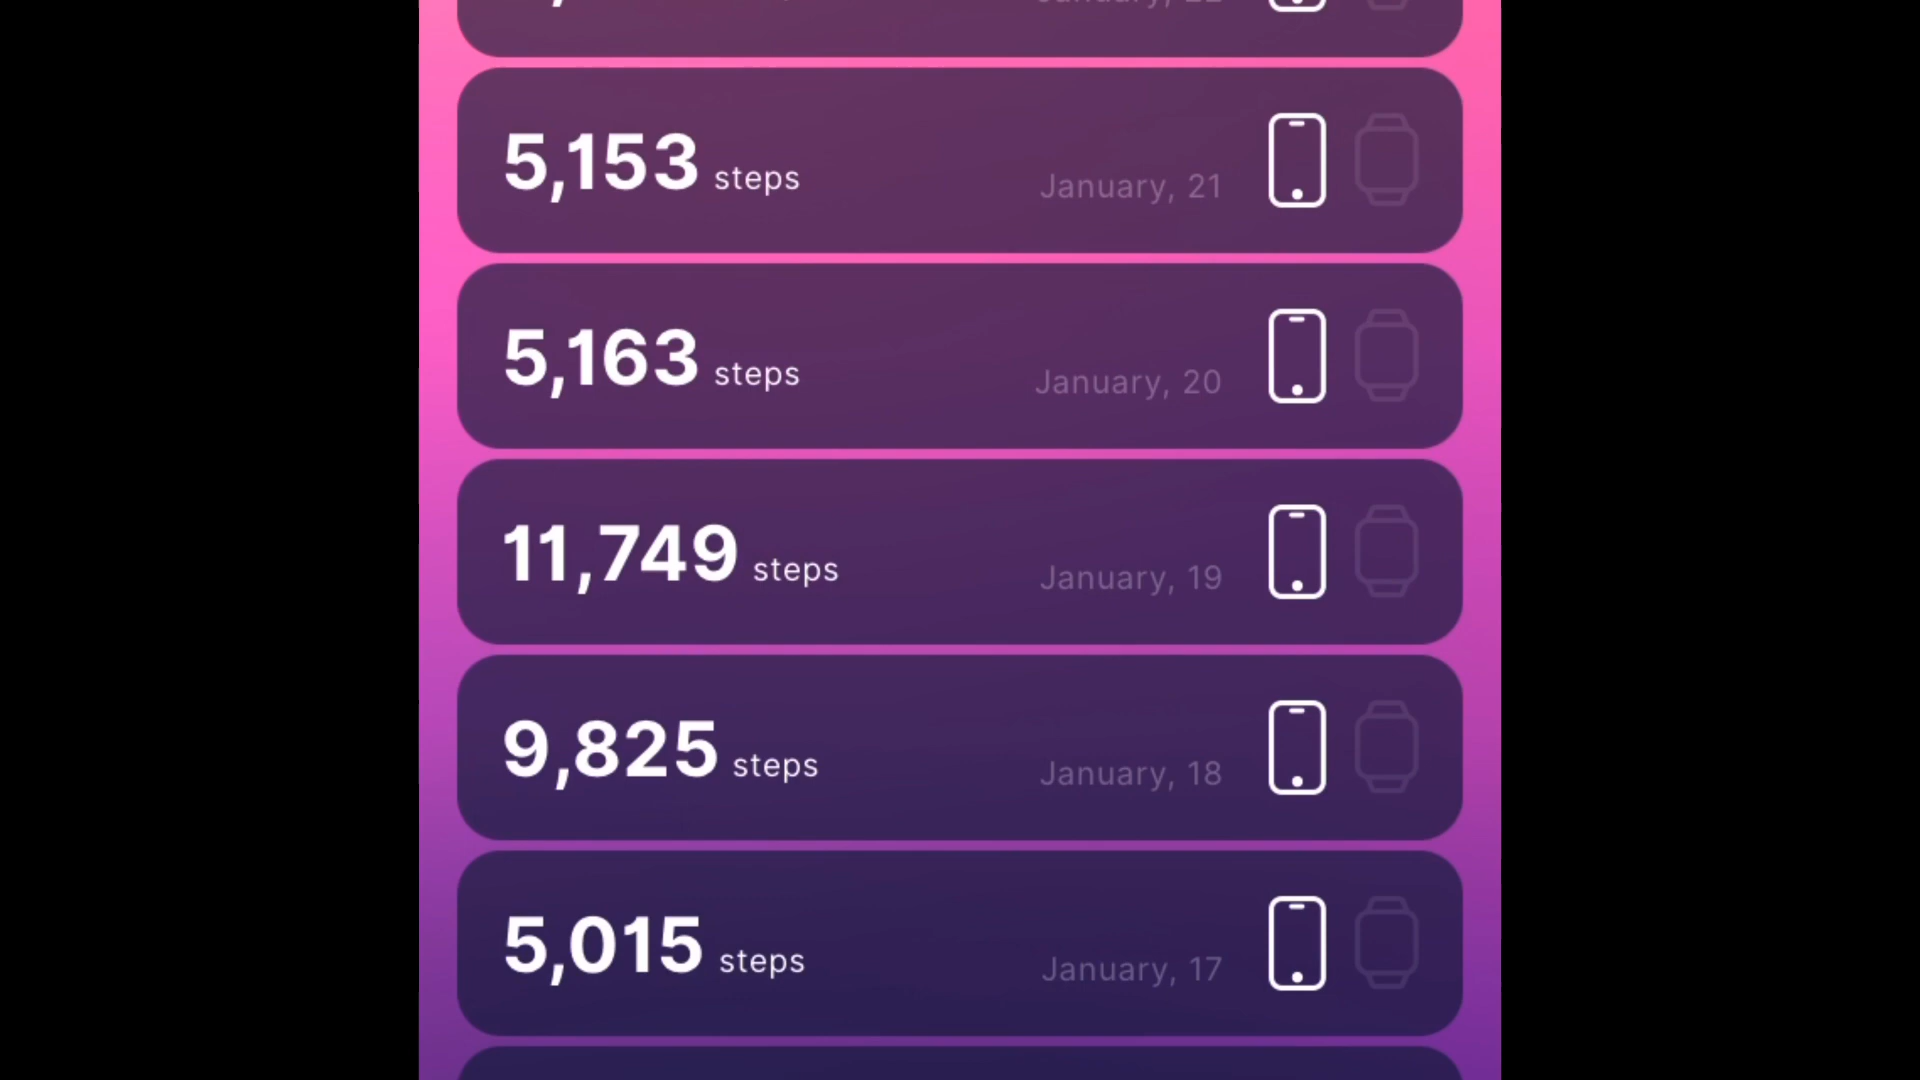 5,153 steps January, 21
5,163 steps January, 20
11,749 steps January, 19
9,825 steps January, 18
5,015 steps January, 17